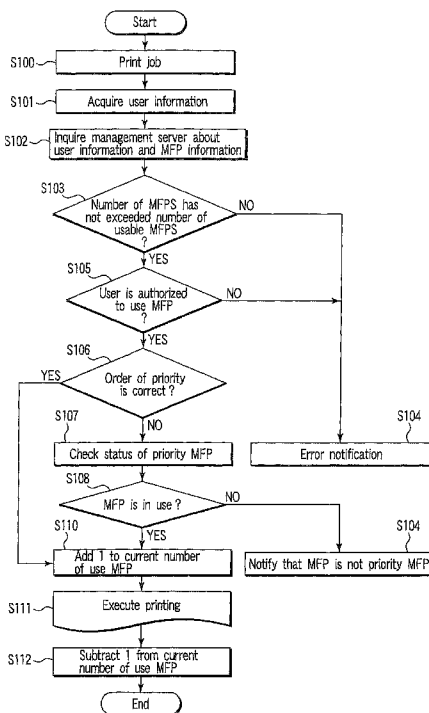 Start
S100
Print job
S101
Acquire user information
S102
Inquire management server about
user information and MFP information
S103
Number of MFPS has
not exceeded number of
usable MFPS
?
NO
YES
S105
User is authorized
to use MFP
?
NO
YES
S106
YES
Order of priority
is correct?
NO
S107
Check status of priority MFP
S104
Error notification
S108
MFP is in use?
NO
YES
S110
Add 1 to current number
of use MFP
S104
Notify that MFP is not priority MFP
S111
Execute printing
S112
Subtract 1 from current
number of use MFP
End